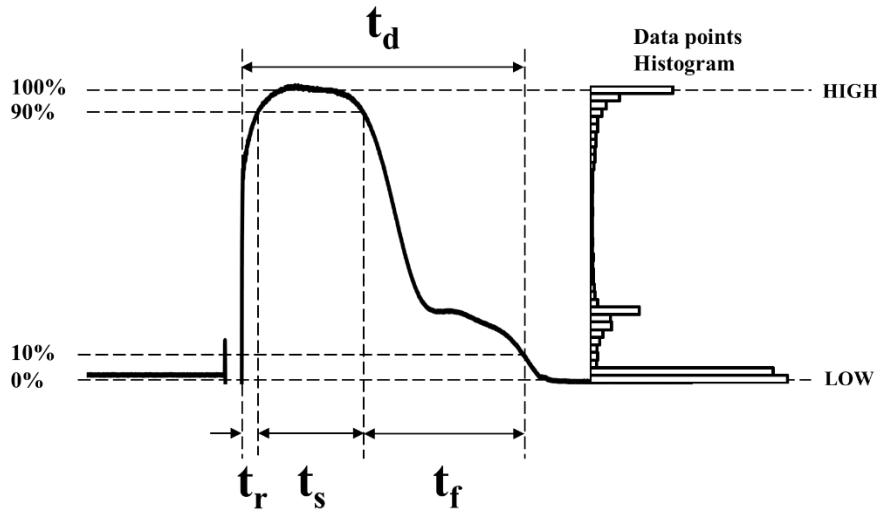 t_d
Data points
Histogram
100%
HIGH
90%
10%
0%
LOW
t_r
t_s
t_f